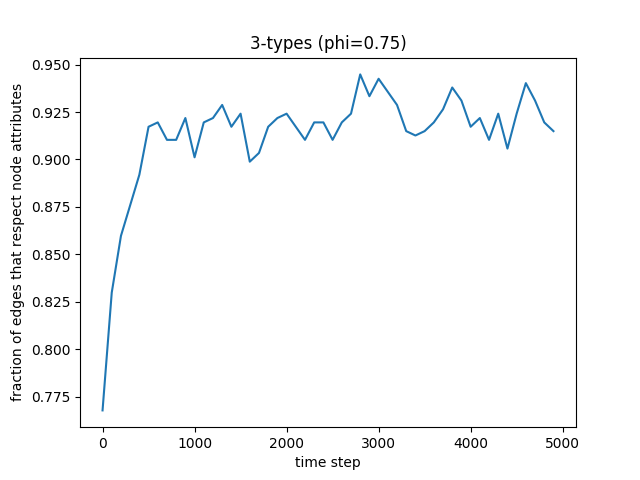 3-types (phi=0.75)
fraction of edges that respect node attributes
0.950
0.925
0.900
0.875
0.850
0.825
0.800
0.775
0 1000 2000 3000 4000 5000
time step